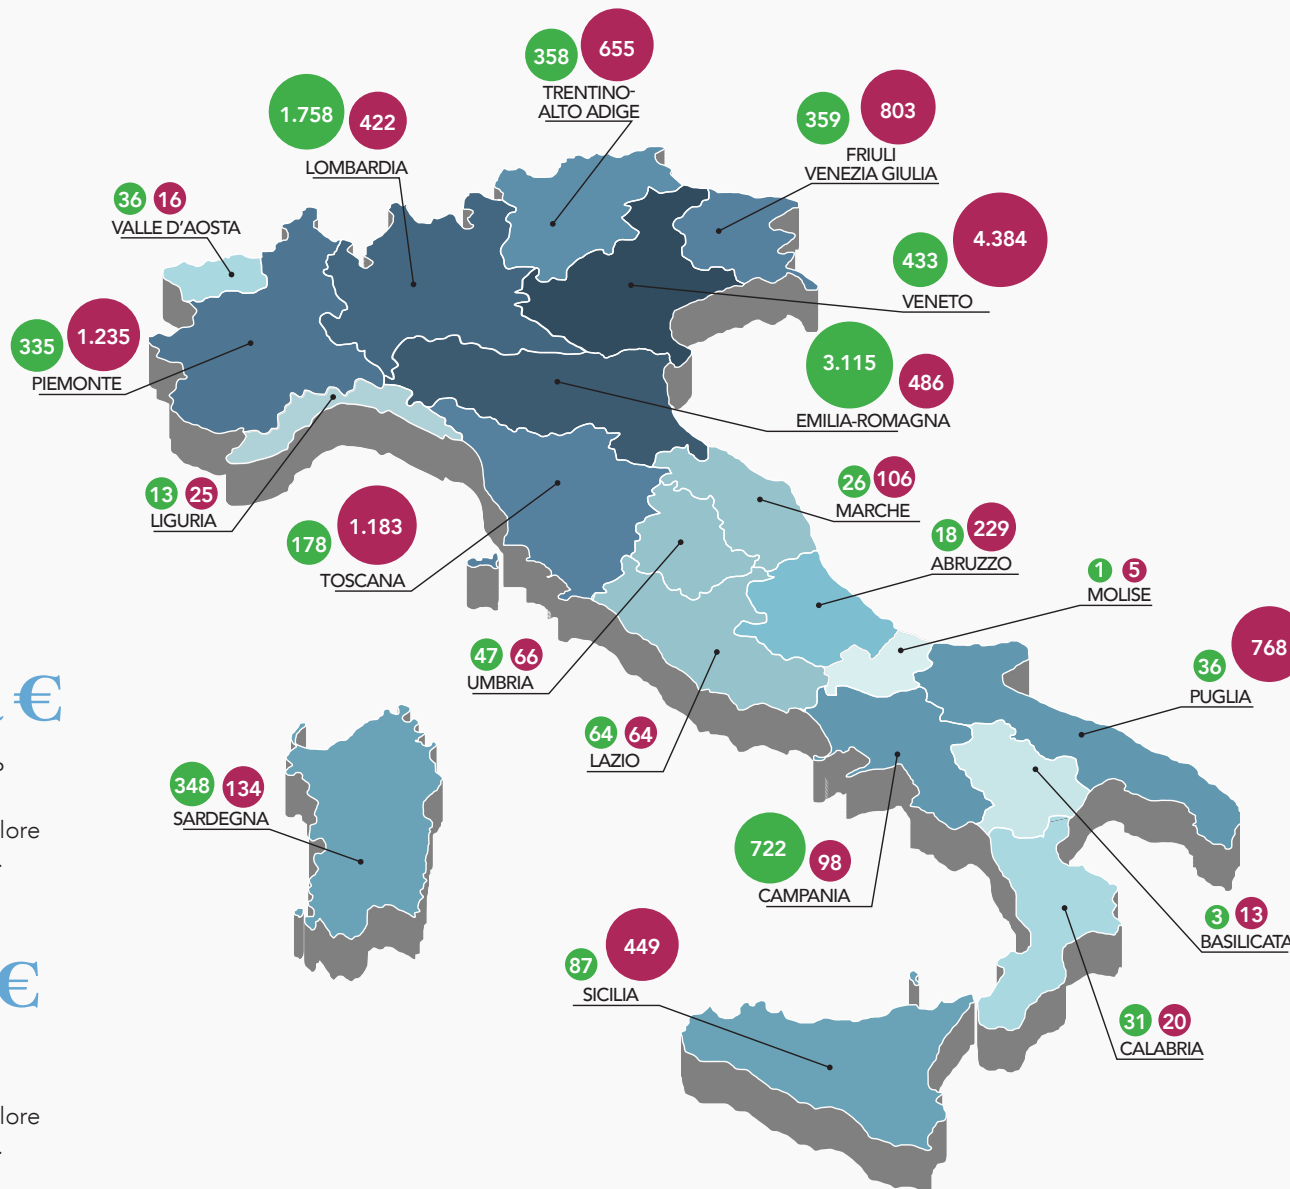 358 655
TRENTINO-
ALTO ADIGE
1.758 422
LOMBARDIA
359 803
FRIULI
VENEZIA GIULIA
36 16
VALLE D'AOSTA
433 4.384
VENETO
335 1.235
PIEMONTE
3.115 486
EMILIA-ROMAGNA
13 25
LIGURIA
178 1.183
TOSCANA
26 106
MARCHE
18 229
ABRUZZO
1 5
MOLISE
47 66
UMBRIA
36 768
PUGLIA
64 64
LAZIO
€
348 134
SARDEGNA
lore
722 98
CAMPANIA
3 13
BASILICATA
87 449
SICILIA
€
31 20
CALABRIA
lore